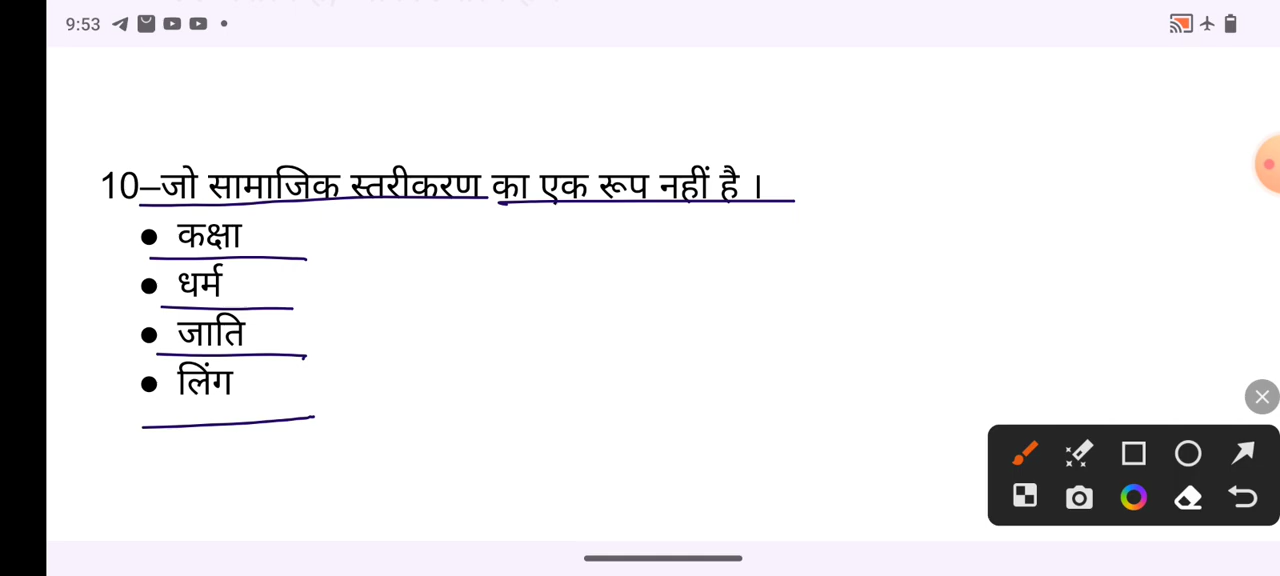 9:53
10–जो सामाजिक स्तरीकरण का एक रूप नहीं है ।
● कक्षा
● धर्म
● जाति
● लिंग